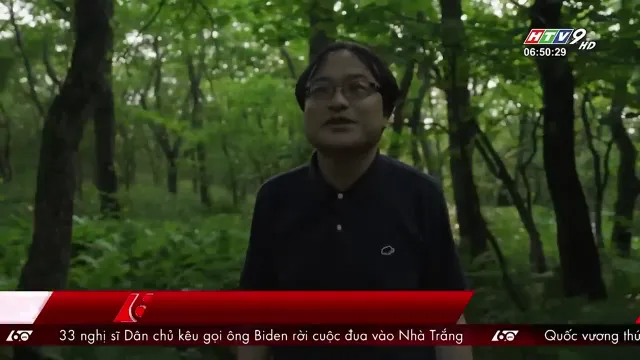 HTV9 HD
06:50:29
60 33 nghị sĩ Dân chủ kêu gọi ông Biden rời cuộc đua vào Nhà Trắng 60 Quốc vương thứ